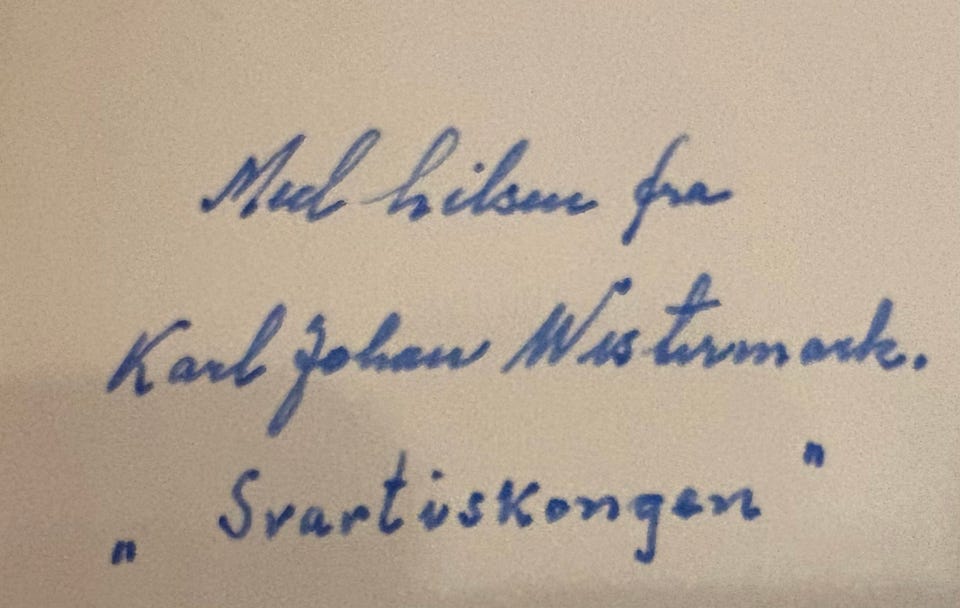 Med hilsen fra
Karl Johan Westermark.
„ Svartiskongen "